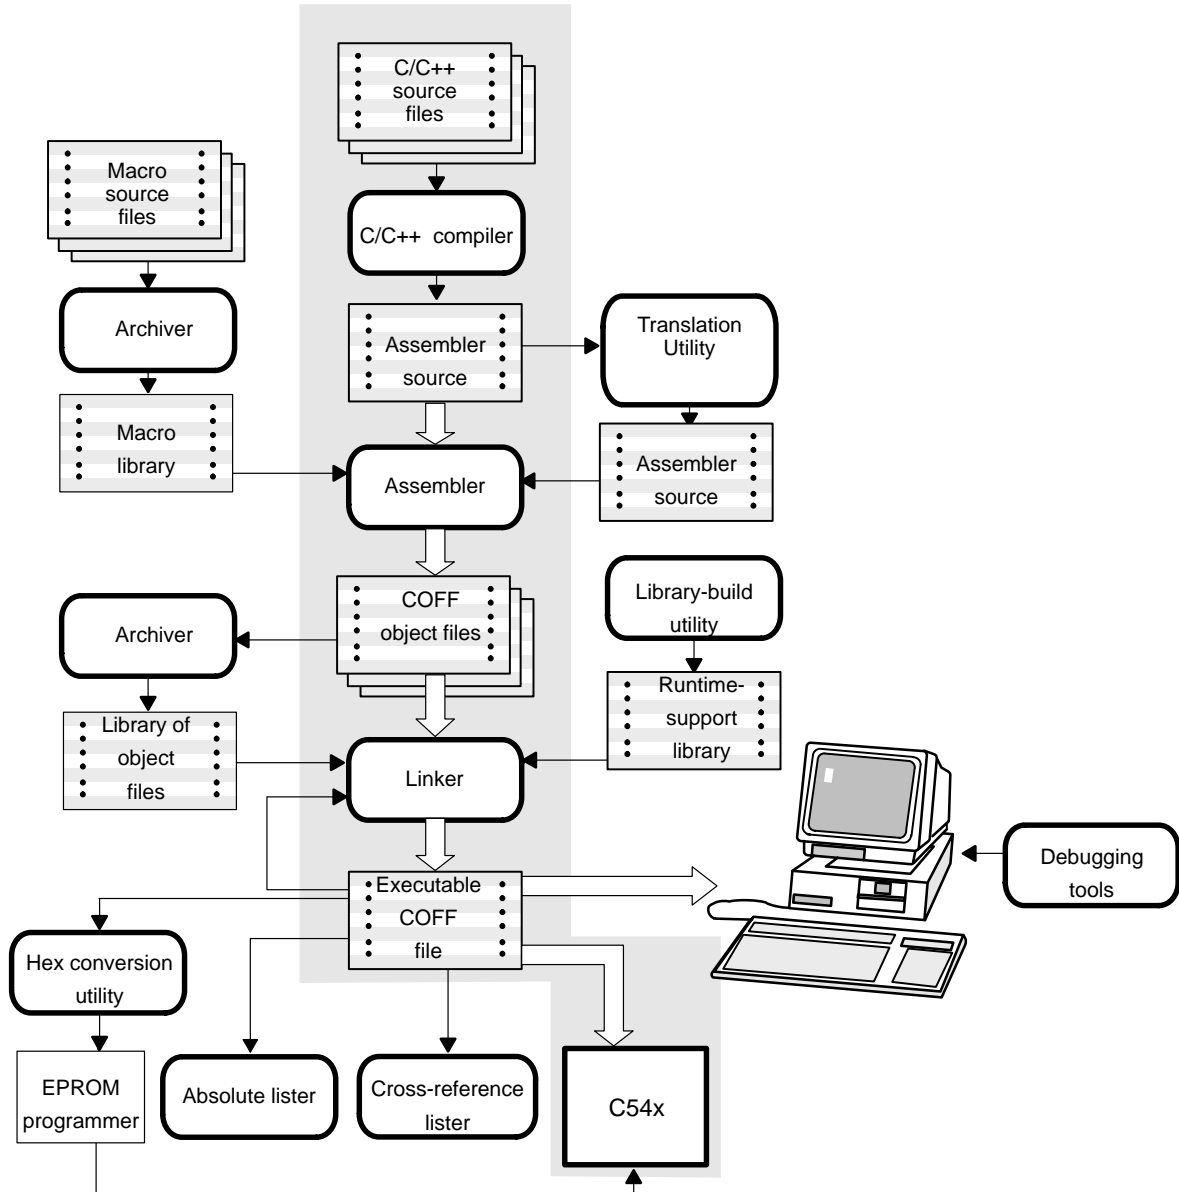 C/C++
source
files
Macro
source
files
C/C++ compiler
Archiver
Translation
Utility
Assembler
source
Macro
library
Assembler
Assembler
source
COFF
object files
Library-build
utility
Archiver
Runtime-
support
library
Library of
object
files
Linker
Debugging
tools
Executable
COFF
file
Hex conversion
utility
EPROM
programmer
Absolute lister
Cross-reference
lister
C54x